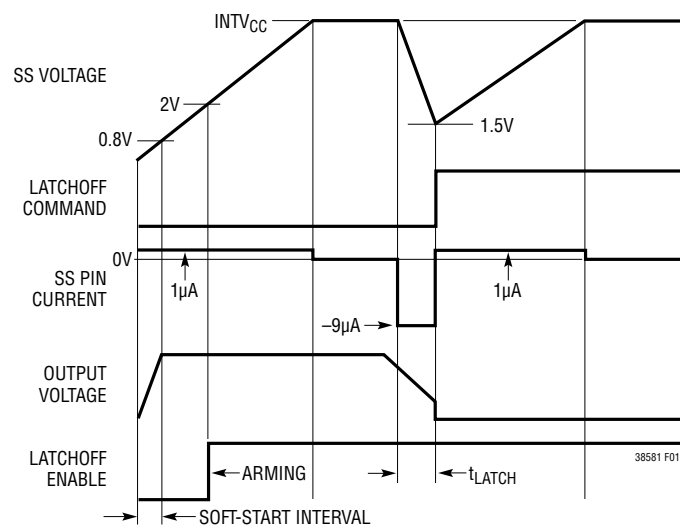 INTVCC
SS VOLTAGE
2V
0.8V
1.5V
LATCHOFF
COMMAND
0V
SS PIN
CURRENT
1µA
1µA
–9µA
OUTPUT
VOLTAGE
LATCHOFF
ENABLE
ARMING
tLATCH
38581 F01
SOFT-START INTERVAL